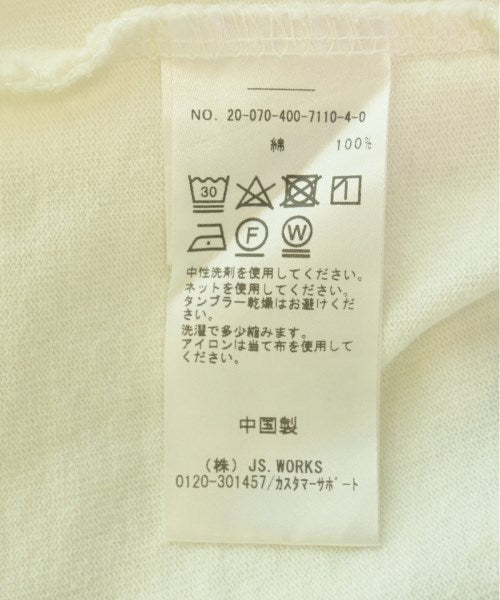 NO. 20-070-400-7110-4-0
綿 100%
30
F W
中性洗剤を使用してください。
ネットを使用してください。
タンブラー乾燥はお避けくだ
さい。
洗濯で多少縮みます。
アイロンは当て布を使用して
ください。
中国製
(株) JS.WORKS
0120-301457/カスタマーサポート